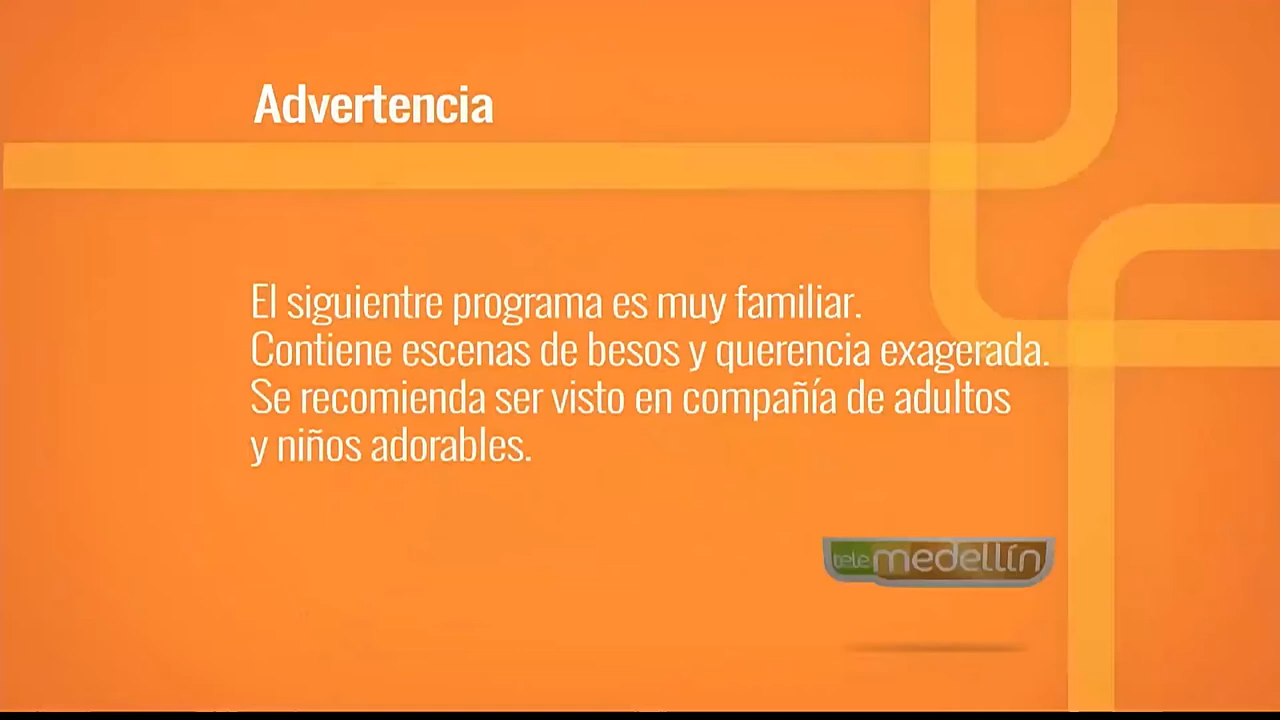 Advertencia
El siguientre programa es muy familiar.
Contiene escenas de besos y querencia exagerada.
Se recomienda ser visto en compañía de adultos
y niños adorables.
tele medellín